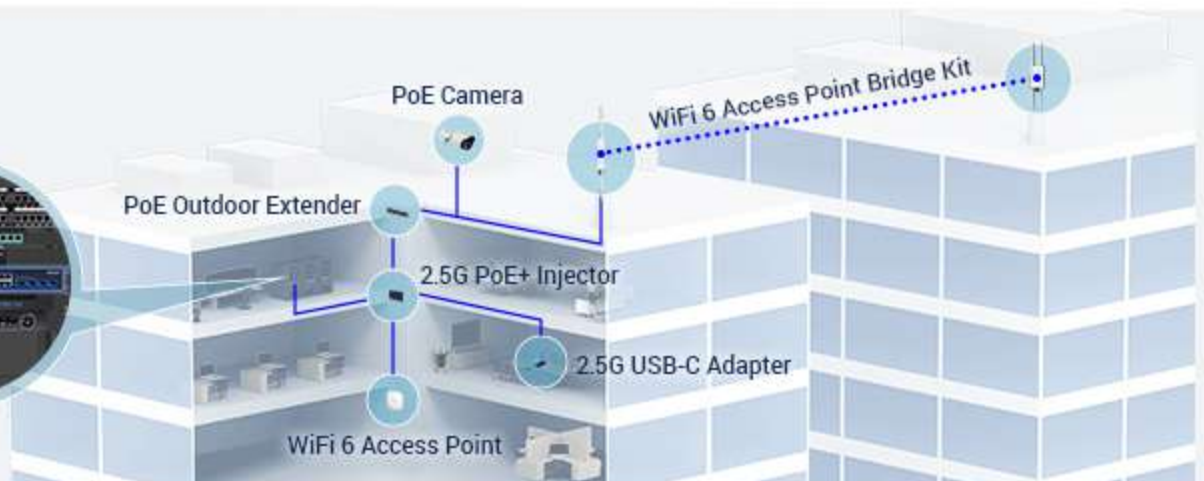 PoE Camera
WiFi 6 Access Point Bridge Kit
PoE Outdoor Extender
2.5G PoE+ Injector
2.5G USB-C Adapter
WiFi 6 Access Point